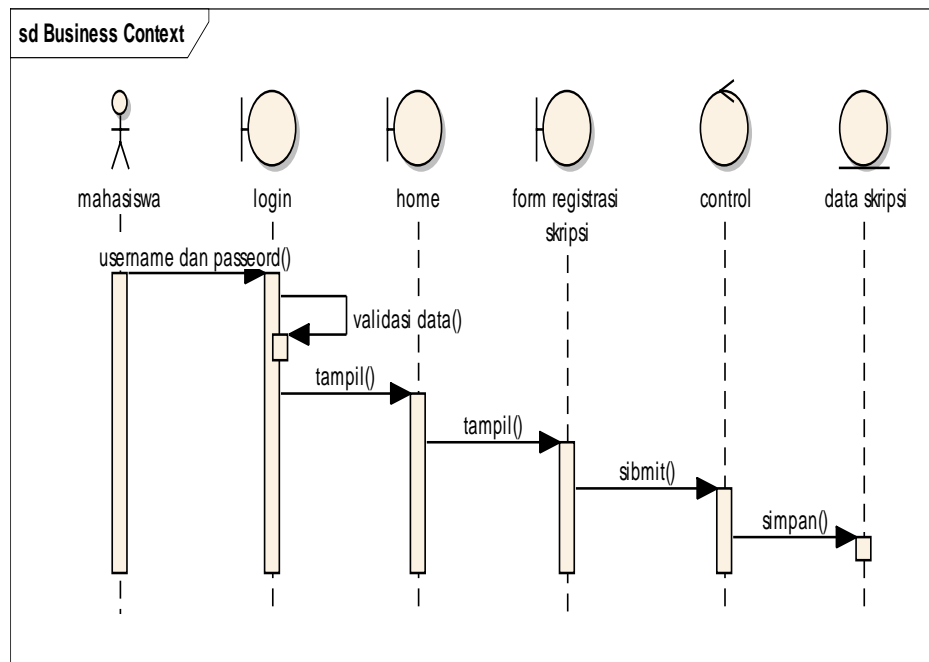 sd Business Context
mahasiswa
login
home
form registrasi
skripsi
control
data skripsi
username dan passeord()
validasi data()
tampil()
tampil()
sibmit()
simpan()